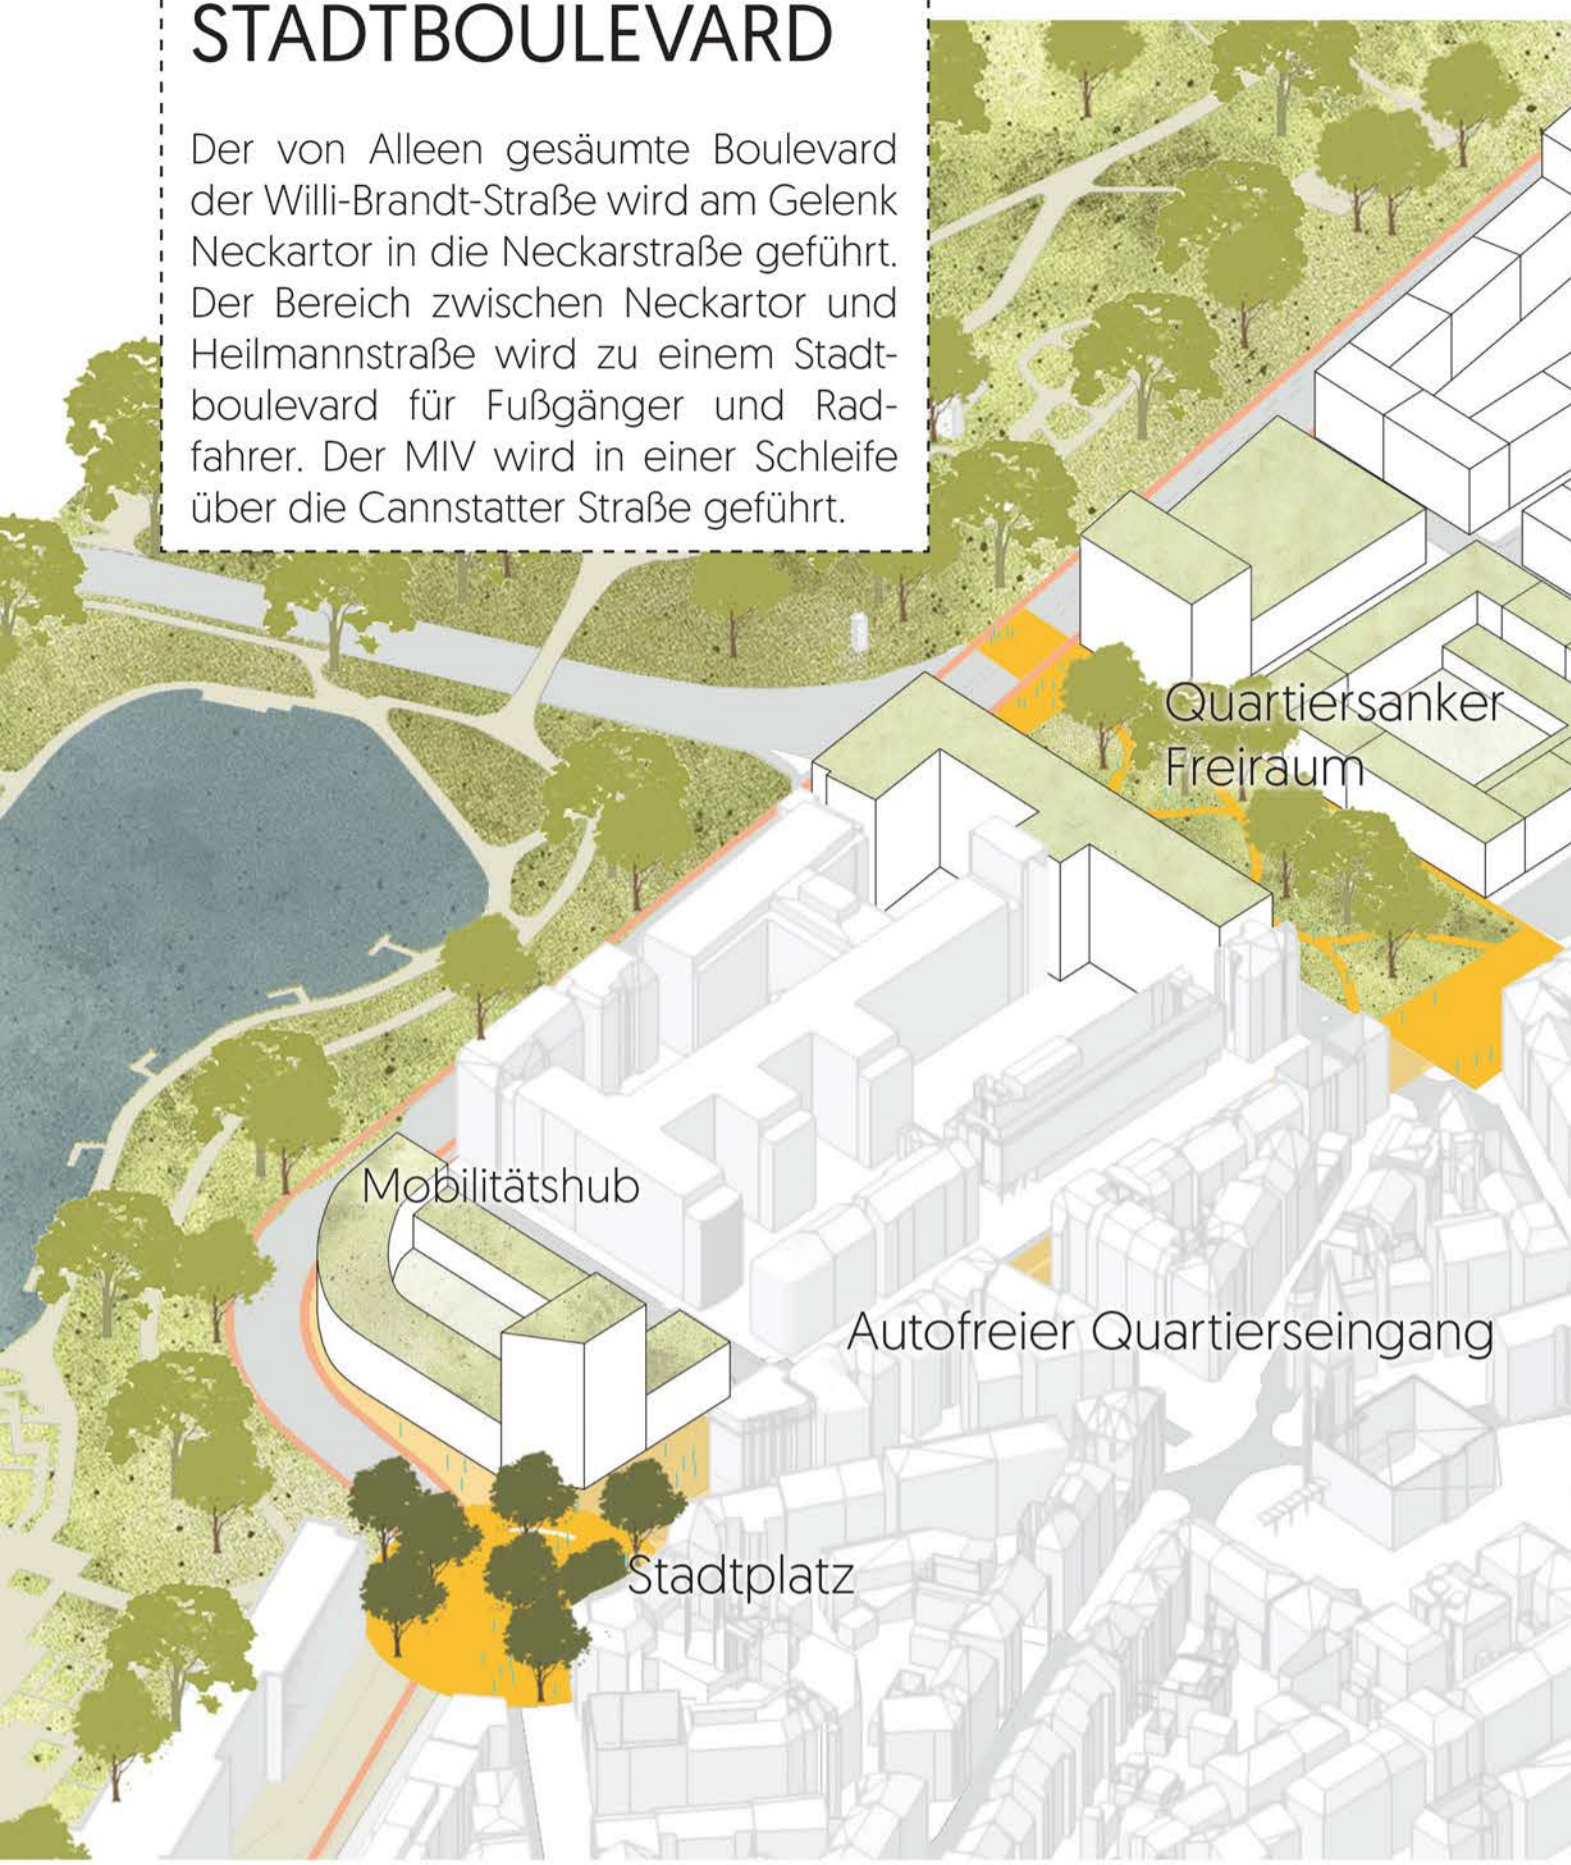 STADTBOULEVARD
Der von Alleen gesäumte Boulevard
der Willi-Brandt-Straße wird am Gelenk
Neckartor in die Neckarstraße geführt.
Der Bereich zwischen Neckartor und
Heilmannstraße wird zu einem Stadt-
boulevard für Fußgänger und Rad-
fahrer. Der MIV wird in einer Schleife
über die Cannstatter Straße geführt.
Quartiersanker
Freiraum
Mobilitätshub
Autofreier Quartierseingang
Stadtplatz